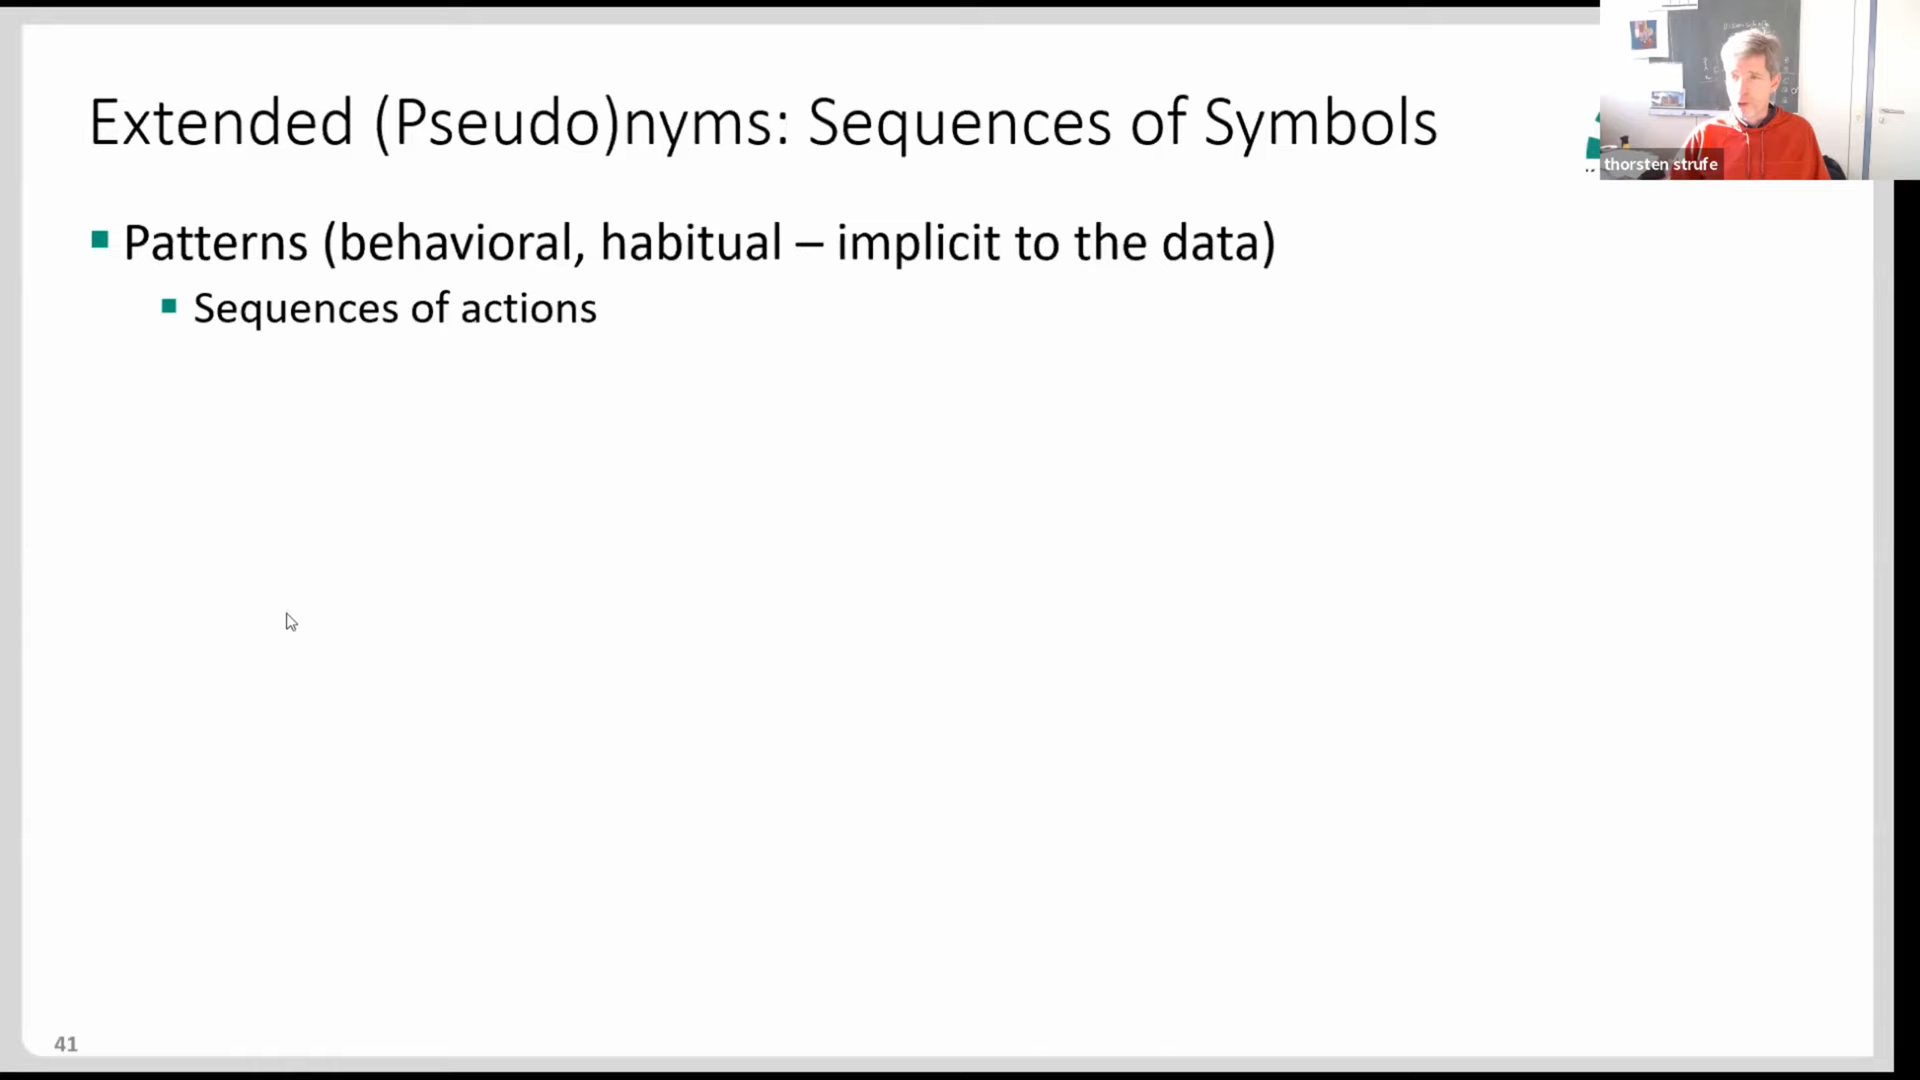 Extended (Pseudo)nyms: Sequences of Symbols
thorsten strufe
Patterns (behavioral, habitual – implicit to the data)
Sequences of actions
41